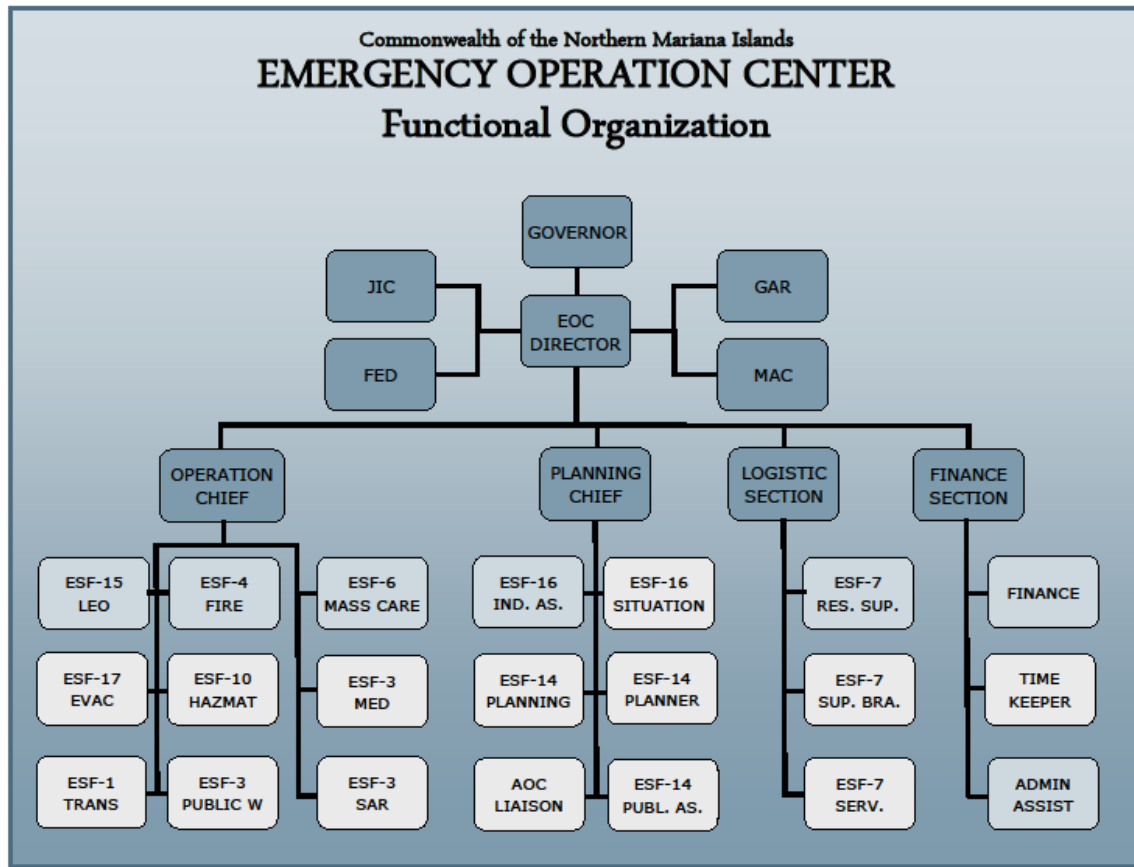 Commonwealth of the Northern Mariana Islands
EMERGENCY OPERATION CENTER
Functional Organization
GOVERNOR
JIC
GAR
EOC
DIRECTOR
FED
MAC
OPERATION
CHIEF
PLANNING
CHIEF
LOGISTIC
SECTION
FINANCE
SECTION
ESF-15
LEO
ESF-4
FIRE
ESF-6
MASS CARE
ESF-16
IND. AS.
ESF-16
SITUATION
ESF-7
RES. SUP.
FINANCE
ESF-17
EVAC
ESF-10
HAZMAT
ESF-3
MED
ESF-14
PLANNING
ESF-14
PLANNER
ESF-7
SUP. BRA.
TIME
KEEPER
ESF-1
TRANS
ESF-3
PUBLIC W
ESF-3
SAR
AOC
LIAISON
ESF-14
PUBL. AS.
ESF-7
SERV.
ADMIN
ASSIST